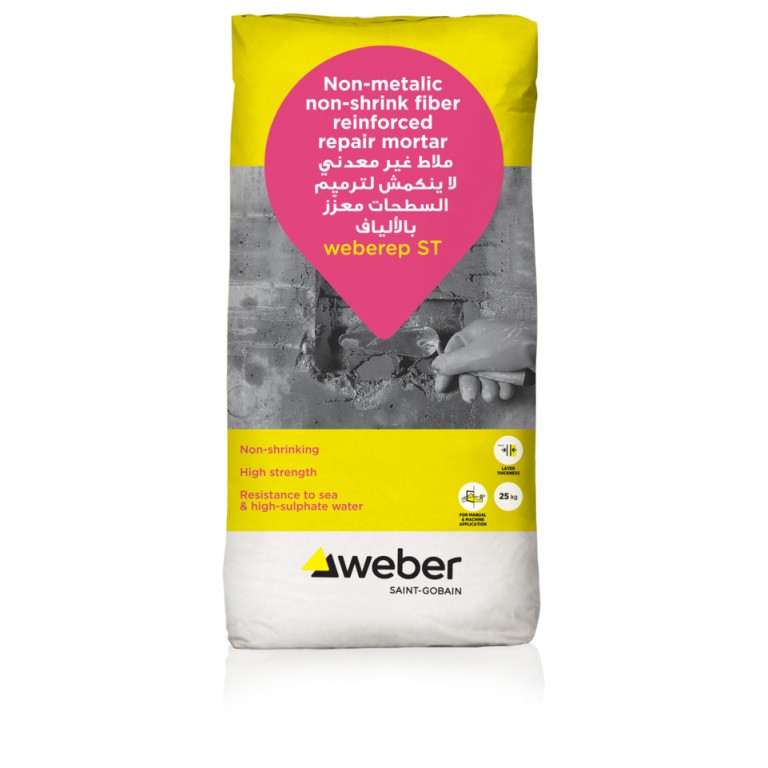 Non-metalic
non-shrink fiber
reinforced
repair mortar
ملاط غير معدني
لا ينكمش لترميم
السطحات معزّز
بالألياف
weberep ST
Non-shrinking
High strength
Resistance to sea
& high-sulphate water
LAYER
THICKNESS
25 kg
FOR MANUAL
& MACHINE
APPLICATION
weber
SAINT-GOBAIN